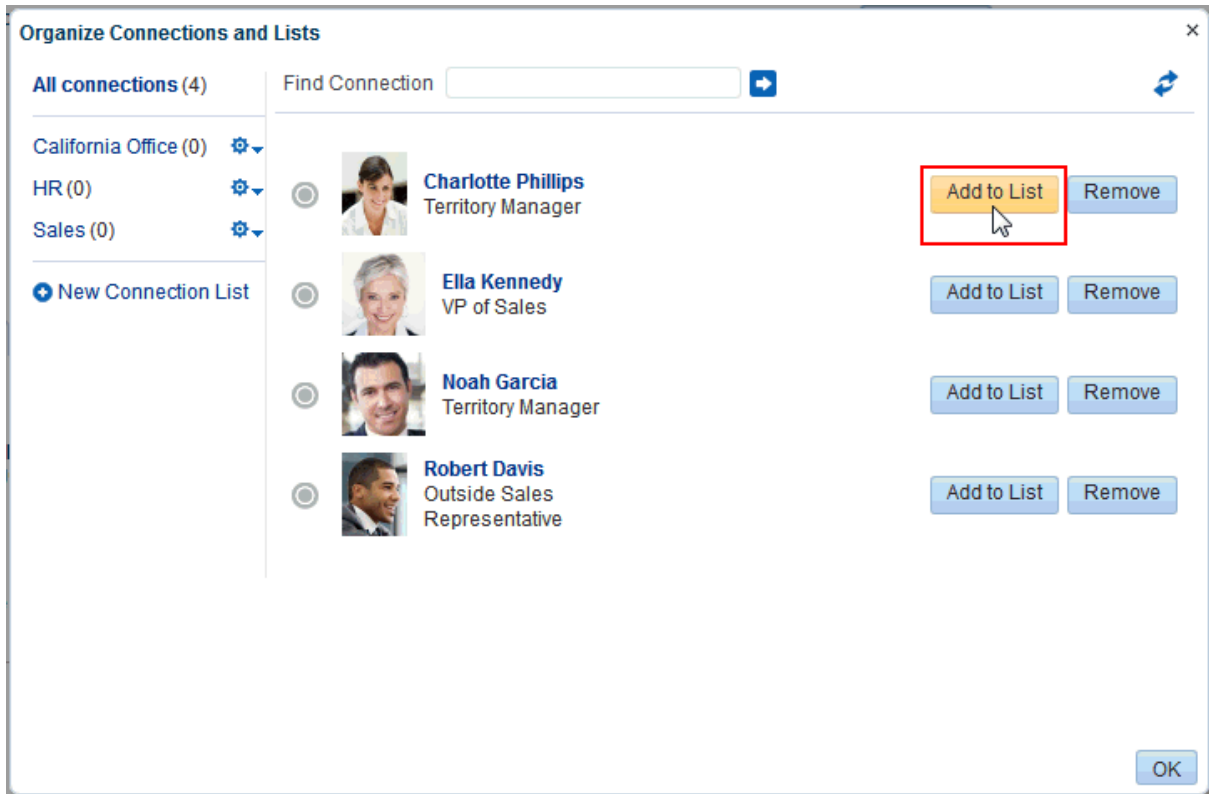 Organize Connections and Lists
All connections (4)
Find Connection
California Office (0)
HR (0)
Sales (0)
New Connection List
Charlotte Phillips
Territory Manager
Add to List
Remove
Ella Kennedy
VP of Sales
Add to List
Remove
Noah Garcia
Territory Manager
Add to List
Remove
Robert Davis
Outside Sales
Representative
Add to List
Remove
OK